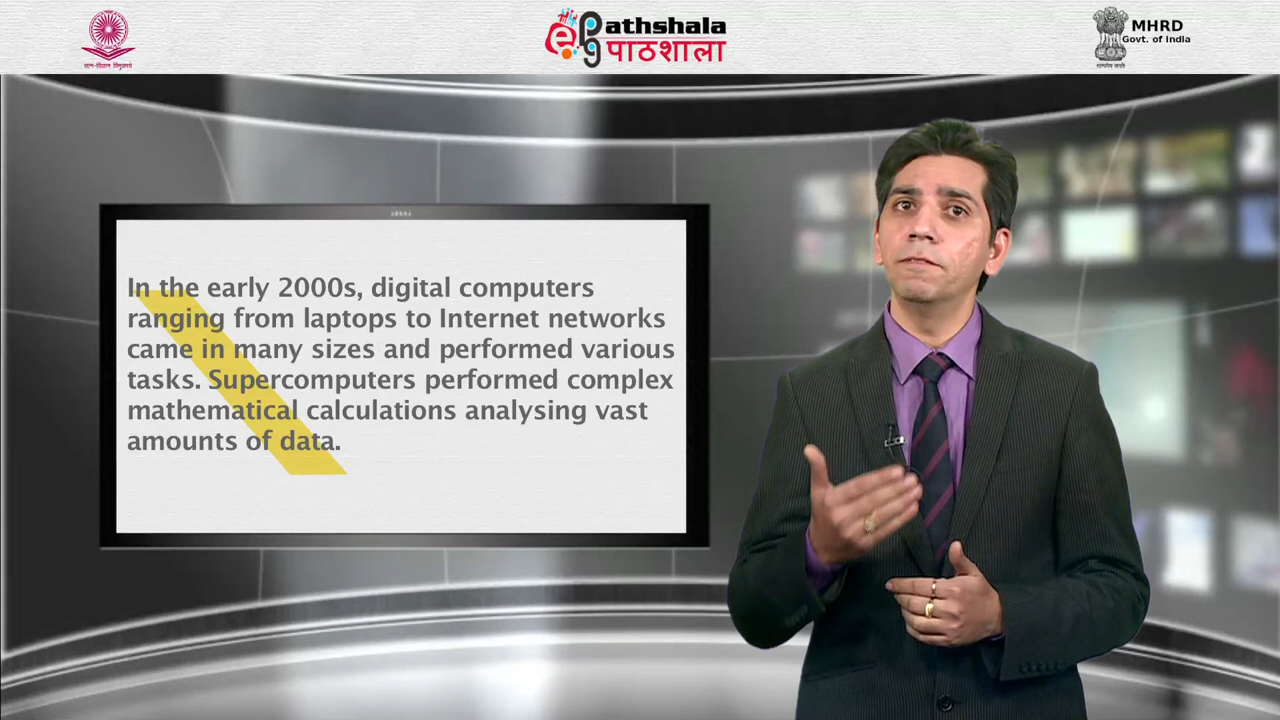 Pathshala
पाठशाला
MHRD
Govt. of India
In the early 2000s, digital computers
ranging from laptops to Internet networks
came in many sizes and performed various
tasks. Supercomputers performed complex
mathematical calculations analysing vast
amounts of data.